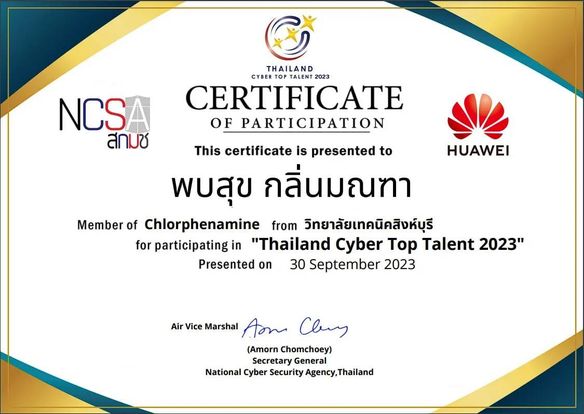 THAILAND
CYBER TOP TALENT 2023
NCSA
สกมช
HUAWEI
CERTIFICATE
OF PARTICIPATION
This certificate is presented to
พบสุข กลิ่นมณฑา
Member of Chlorphenamine from วิทยาลัยเทคนิคสิงห์บุรี
for participating in "Thailand Cyber Top Talent 2023"
Presented on 30 September 2023
Air Vice Marshal
(Amorn Chomchoey)
Secretary General
National Cyber Security Agency,Thailand